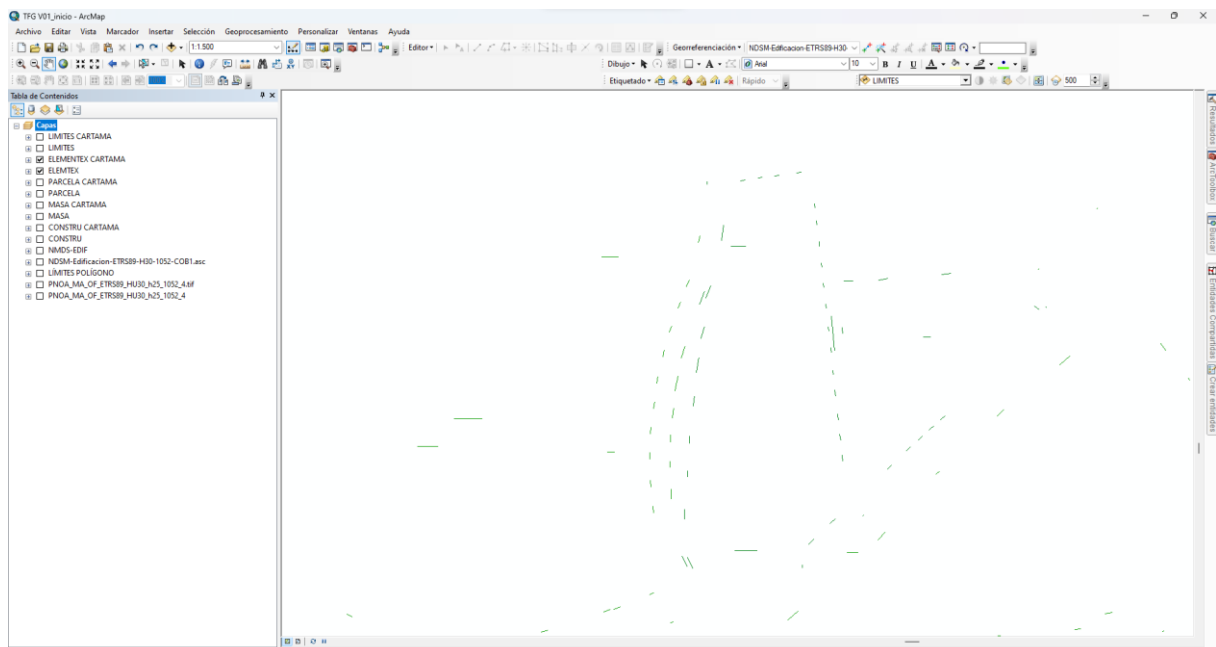 TFG V01_inicio - ArcMap
Archivo Editar Vista Marcador Insertar Selección Geoprocesamiento Personalizar Ventanas Ayuda
1:1.500 Editor Georreferenciación NDSM-Edificacion-ETRS89-H30-
Dibujo A Arial 10 B I U A
Etiquetado Rápido LIMITES 500
Tabla de Contenidos
Capas
LIMITES CARTAMA
LIMITES
ELEMENTEX CARTAMA
ELEMTEX
PARCELA CARTAMA
PARCELA
MASA CARTAMA
MASA
CONSTRU CARTAMA
CONSTRU
NMDS-EDIF
NDSM-Edificacion-ETRS89-H30-1052-COB1.asc
LÍMITES POLÍGONO
PNOA_MA_OF_ETRS89_HU30_h25_1052_4.tif
PNOA_MA_OF_ETRS89_HU30_h25_1052_4
Resultados
ArcToolbox
Buscar
Entidades Compartidas
Crear entidades